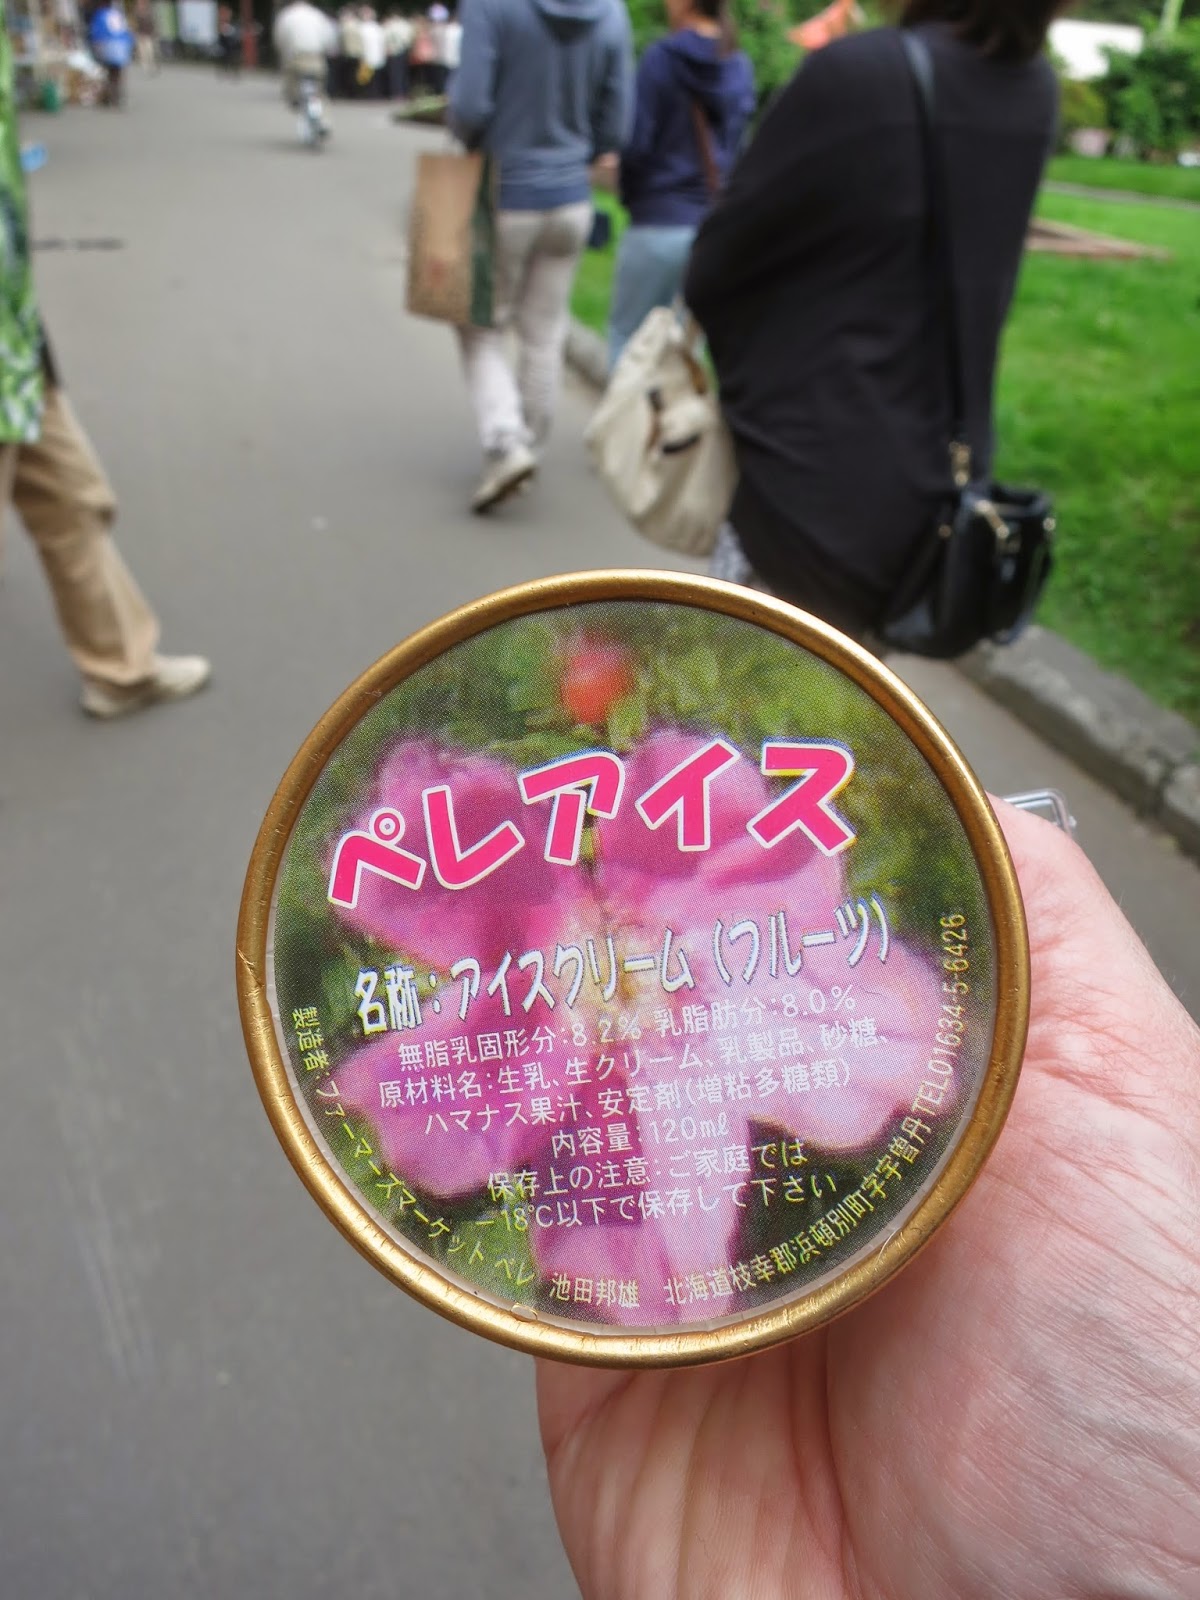 ペレアイス
名称:アイスクリーム(フルーツ)
無脂乳固形分:8.2% 乳脂肪分:8.0%
原材料名:生乳、生クリーム、乳製品、砂糖、
ハマナス果汁、安定剤(増粘多糖類)
内容量:120mℓ
保存上の注意:ご家庭では
−18℃以下で保存して下さい
製造者:ファーマーズマーケット ペレ 池田邦雄 北海道枝幸郡浜頓別町字宇曽丹 TEL01634-5-6426